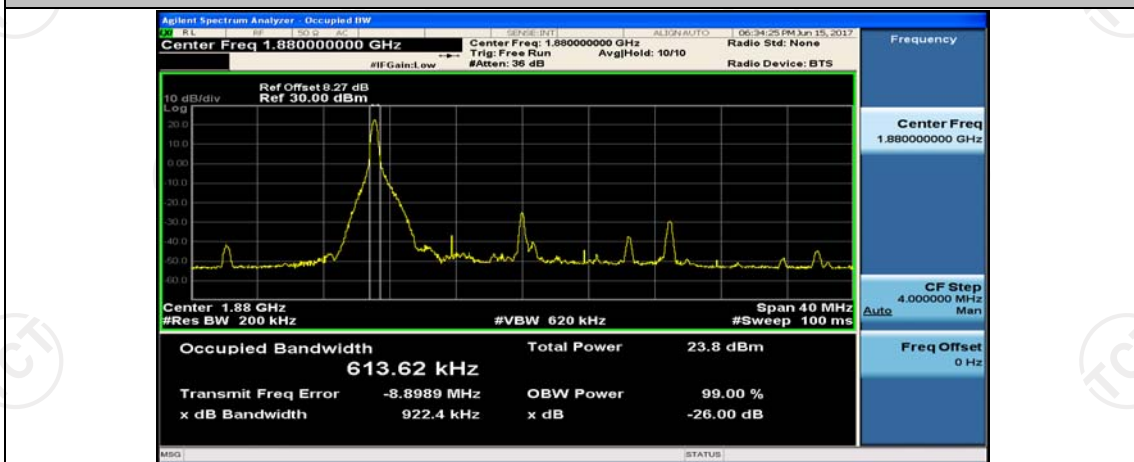 Agilent Spectrum Analyzer - Occupied BW
RL RF 50 Ω AC SENSE:INT ALIGN AUTO 06:34:25 PM Jun 15, 2017
Center Freq 1.880000000 GHz
Center Freq: 1.880000000 GHz
Radio Std: None
Frequency
Trig: Free Run Avg|Hold: 10/10
#IFGain:Low #Atten: 36 dB Radio Device: BTS
Ref Offset 8.27 dB
10 dB/div Ref 30.00 dBm
Log
20.0
10.0
0.00
-10.0
-20.0
-30.0
-40.0
-50.0
-60.0
Center Freq
1.880000000 GHz
Center 1.88 GHz Span 40 MHz
#Res BW 200 kHz #VBW 620 kHz #Sweep 100 ms
CF Step
4.000000 MHz
Auto Man
Occupied Bandwidth Total Power 23.8 dBm
613.62 kHz
Freq Offset
0 Hz
Transmit Freq Error -8.8989 MHz OBW Power 99.00 %
x dB Bandwidth 922.4 kHz x dB -26.00 dB
MSG STATUS
TCT